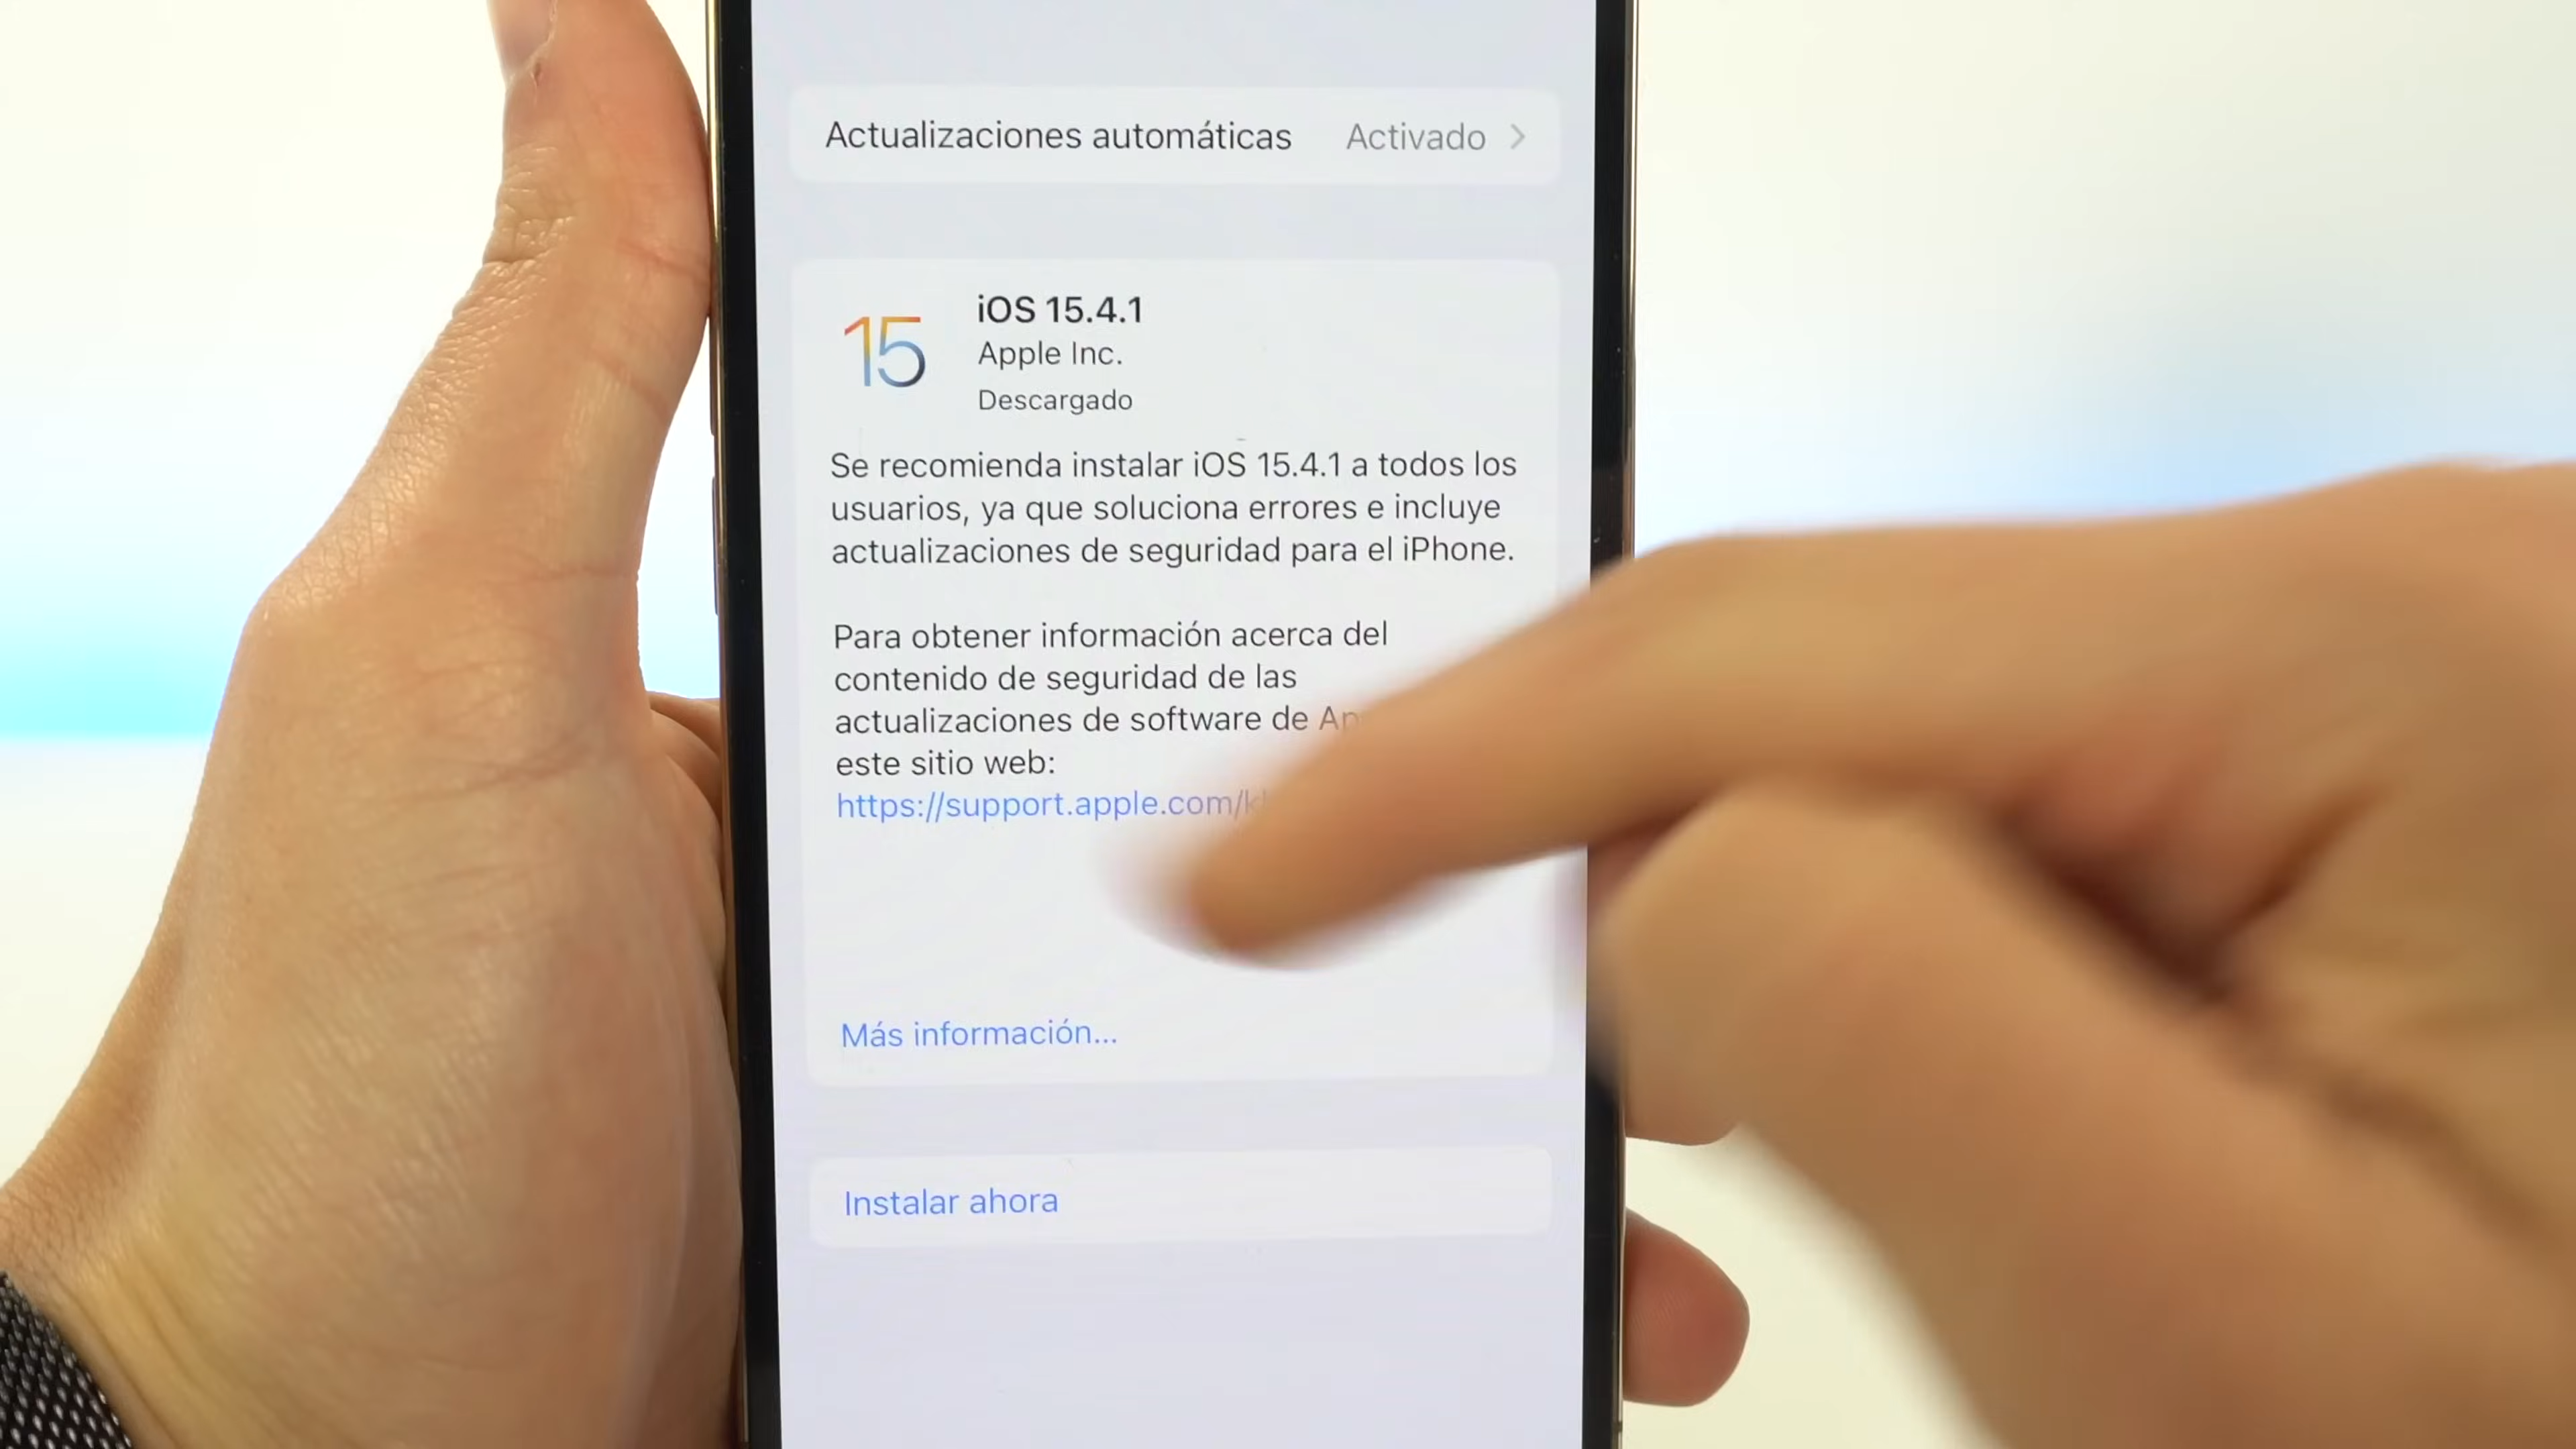 Actualizaciones automáticas Activado
15
iOS 15.4.1
Apple Inc.
Descargado
Se recomienda instalar iOS 15.4.1 a todos los
usuarios, ya que soluciona errores e incluye
actualizaciones de seguridad para el iPhone.
Para obtener información acerca del
contenido de seguridad de las
actualizaciones de software de
este sitio web:
https://support.apple.com/
Más información...
Instalar ahora